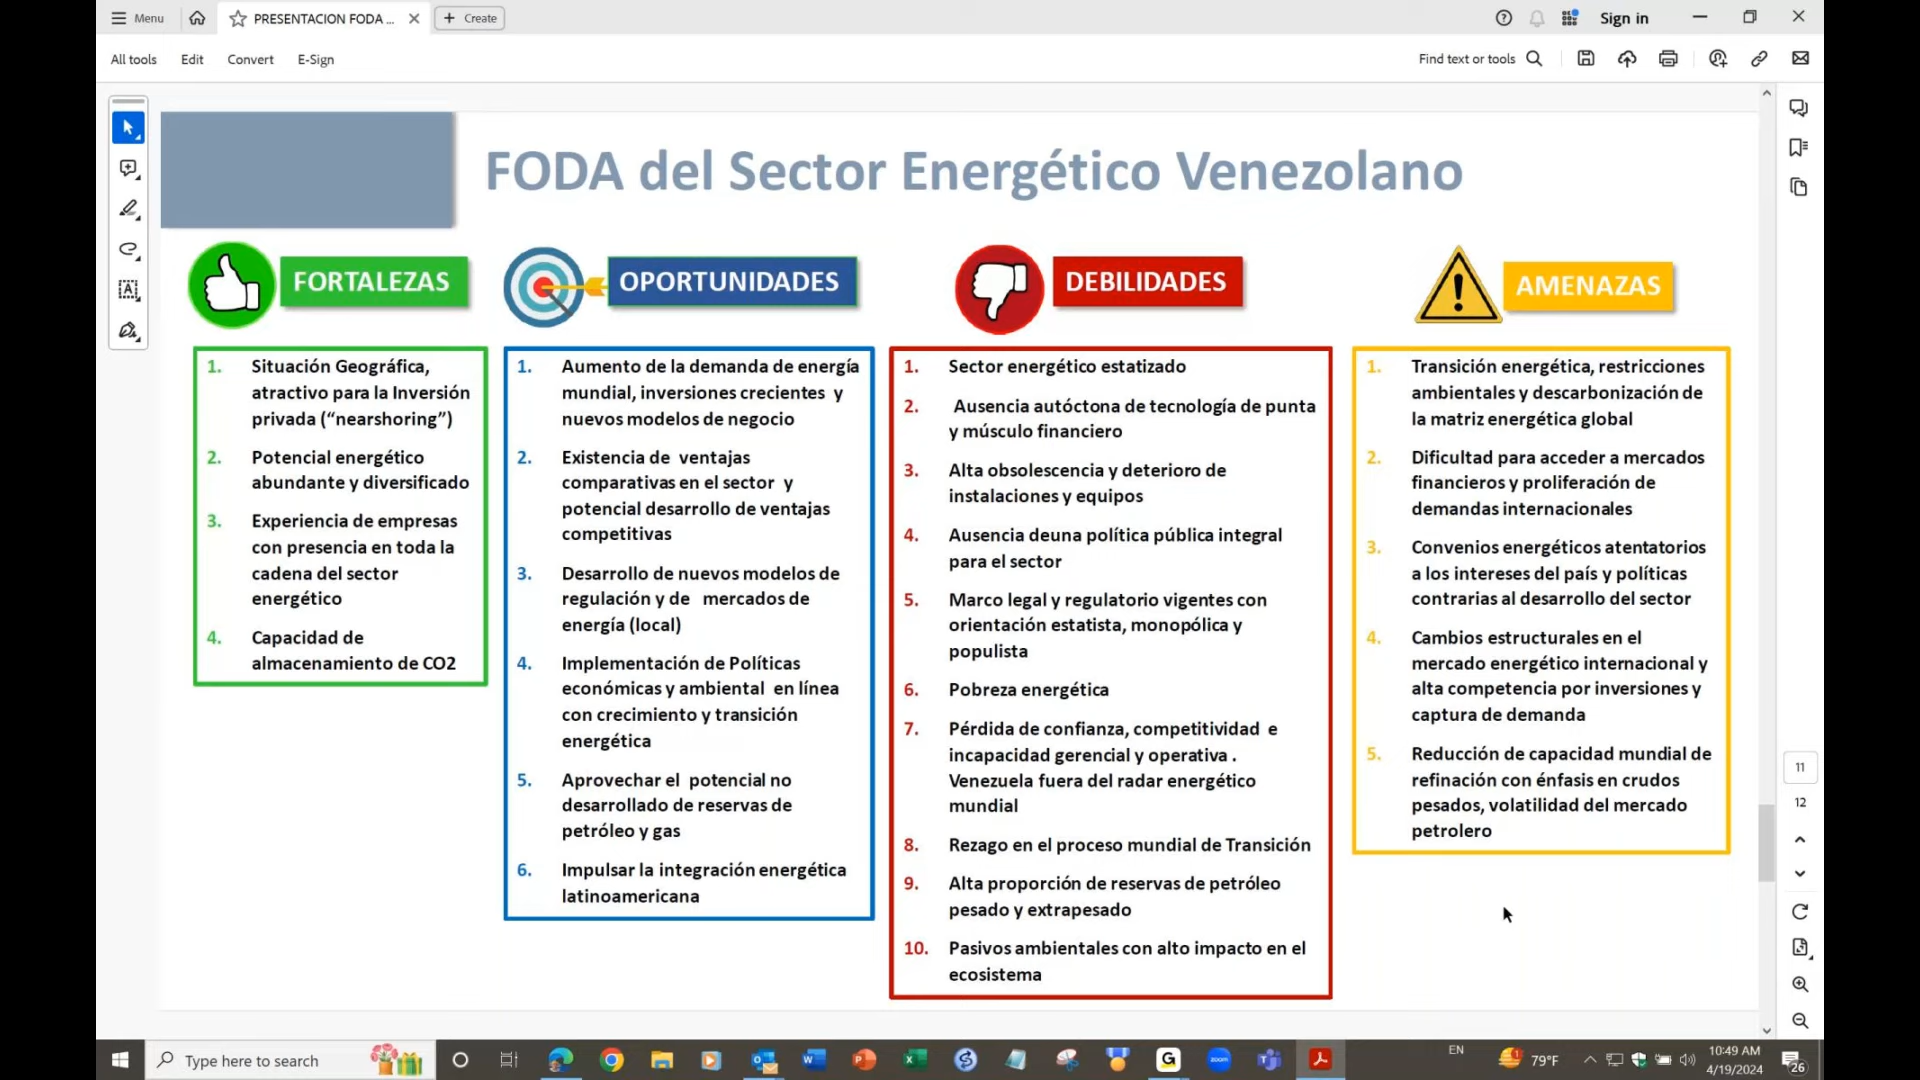 Menu
PRESENTACION FODA ...
Create
Sign in
All tools
Edit
Convert
E-Sign
Find text or tools
FODA del Sector Energético Venezolano
FORTALEZAS
1. Situación Geográfica,
atractivo para la Inversión
privada (“nearshoring”)
2. Potencial energético
abundante y diversificado
3. Experiencia de empresas
con presencia en toda la
cadena del sector
energético
4. Capacidad de
almacenamiento de CO2
OPORTUNIDADES
1. Aumento de la demanda de energía
mundial, inversiones crecientes y
nuevos modelos de negocio
2. Existencia de ventajas
comparativas en el sector y
potencial desarrollo de ventajas
competitivas
3. Desarrollo de nuevos modelos de
regulación y de mercados de
energía (local)
4. Implementación de Políticas
económicas y ambiental en línea
con crecimiento y transición
energética
5. Aprovechar el potencial no
desarrollado de reservas de
petróleo y gas
6. Impulsar la integración energética
latinoamericana
DEBILIDADES
1. Sector energético estatizado
2. Ausencia autóctona de tecnología de punta
y músculo financiero
3. Alta obsolescencia y deterioro de
instalaciones y equipos
4. Ausencia deuna política pública integral
para el sector
5. Marco legal y regulatorio vigentes con
orientación estatista, monopólica y
populista
6. Pobreza energética
7. Pérdida de confianza, competitividad e
incapacidad gerencial y operativa .
Venezuela fuera del radar energético
mundial
8. Rezago en el proceso mundial de Transición
9. Alta proporción de reservas de petróleo
pesado y extrapesado
10. Pasivos ambientales con alto impacto en el
ecosistema
AMENAZAS
1. Transición energética, restricciones
ambientales y descarbonización de
la matriz energética global
2. Dificultad para acceder a mercados
financieros y proliferación de
demandas internacionales
3. Convenios energéticos atentatorios
a los intereses del país y políticas
contrarias al desarrollo del sector
4. Cambios estructurales en el
mercado energético internacional y
alta competencia por inversiones y
captura de demanda
5. Reducción de capacidad mundial de
refinación con énfasis en crudos
pesados, volatilidad del mercado
petrolero
11
12
Type here to search
zoom
EN
79°F
10:49 AM
4/19/2024
26